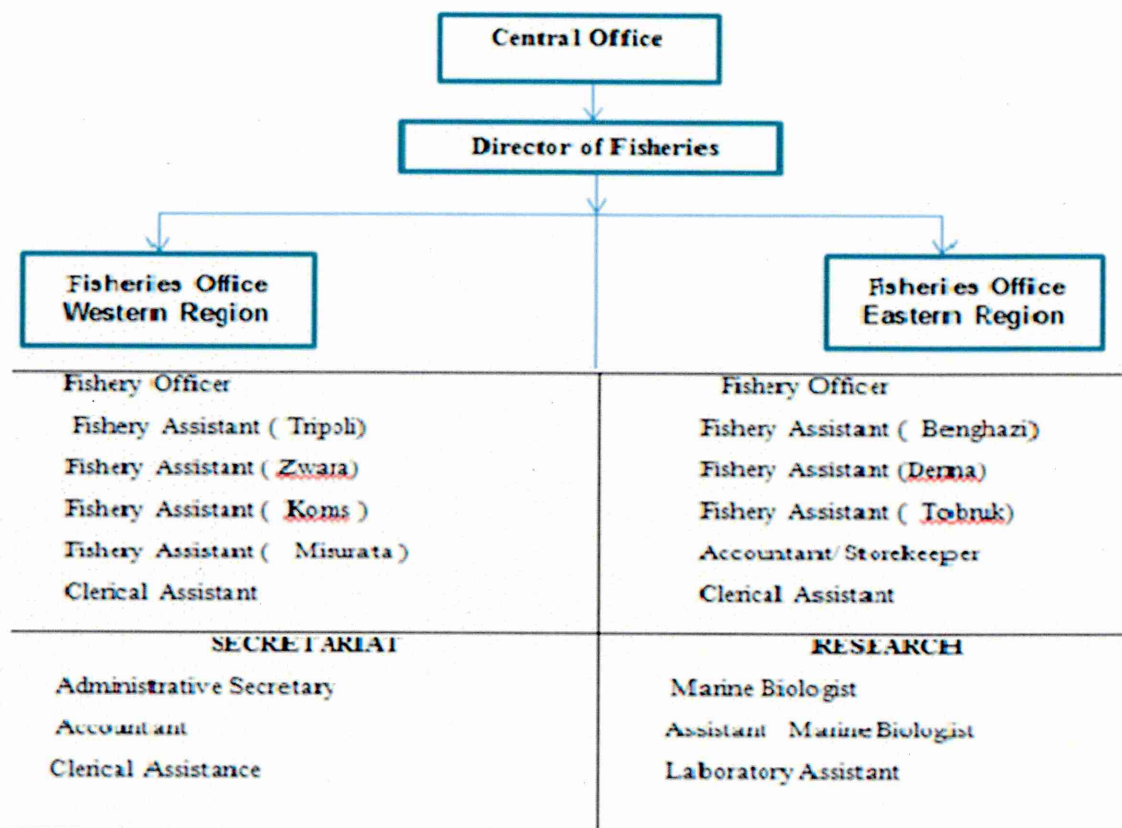 Central Office
Director of Fisheries
Fisheries Office
Western Region
Fisheries Office
Eastern Region
Fishery Officer
Fishery Assistant ( Tripoli)
Fishery Assistant ( Zwara)
Fishery Assistant ( Koms )
Fishery Assistant ( Misurata )
Clerical Assistant
Fishery Officer
Fishery Assistant ( Benghazi)
Fishery Assistant (Derna)
Fishery Assistant ( Tobruk)
Accountant/ Storekeeper
Clerical Assistant
SECRETARIAT
Administrative Secretary
Accountant
Clerical Assistance
RESEARCH
Marine Biologist
Assistant Marine Biologist
Laboratory Assistant